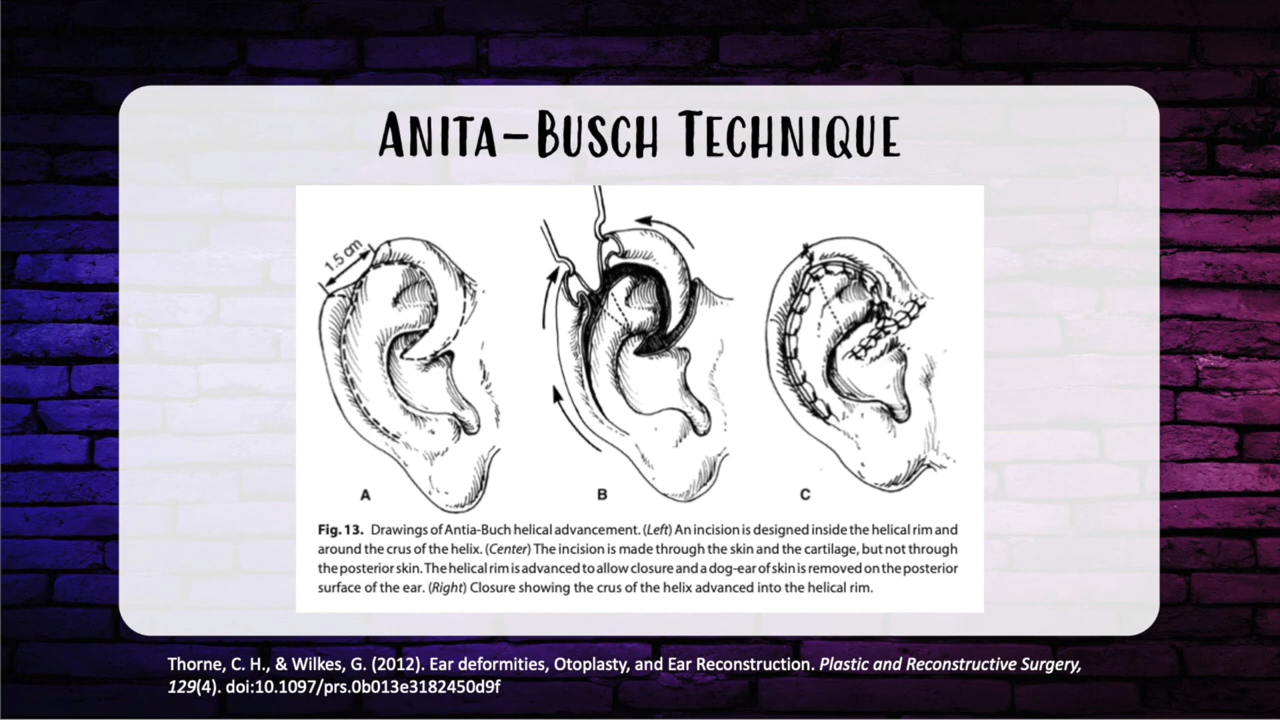 ANITA-BUSCH TECHNIQUE
1.5 cm
A B C
Fig. 13. Drawings of Antia-Buch helical advancement. (Left) An incision is designed inside the helical rim and
around the crus of the helix. (Center) The incision is made through the skin and the cartilage, but not through
the posterior skin. The helical rim is advanced to allow closure and a dog-ear of skin is removed on the posterior
surface of the ear. (Right) Closure showing the crus of the helix advanced into the helical rim.
Thorne, C. H., & Wilkes, G. (2012). Ear deformities, Otoplasty, and Ear Reconstruction. Plastic and Reconstructive Surgery,
129(4). doi:10.1097/prs.0b013e3182450d9f